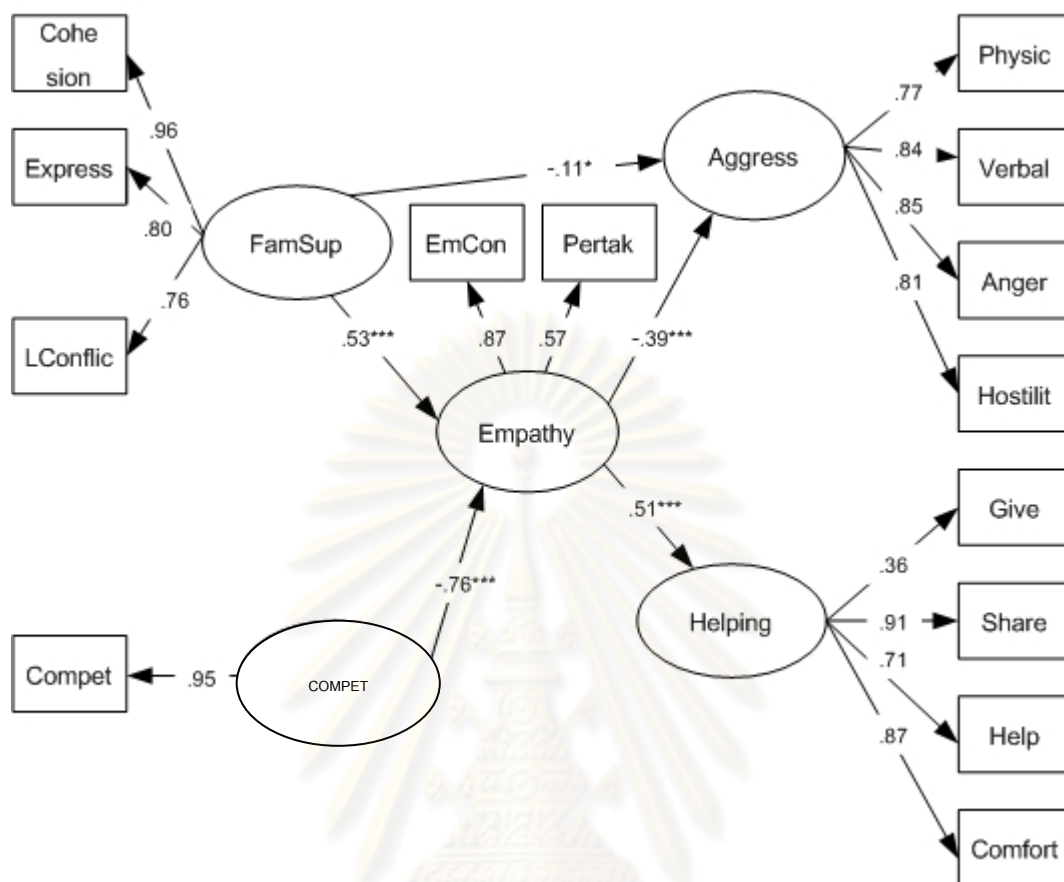 Cohe
sion
Express
LConflic
Compet
.96
.80
.76
.95
FamSup
COMPET
-.11*
.53***
-.76***
EmCon
Pertak
.87
.57
Empathy
-.39***
.51***
Aggress
Helping
.77
.84
.85
.81
.36
.91
.71
.87
Physic
Verbal
Anger
Hostilit
Give
Share
Help
Comfort